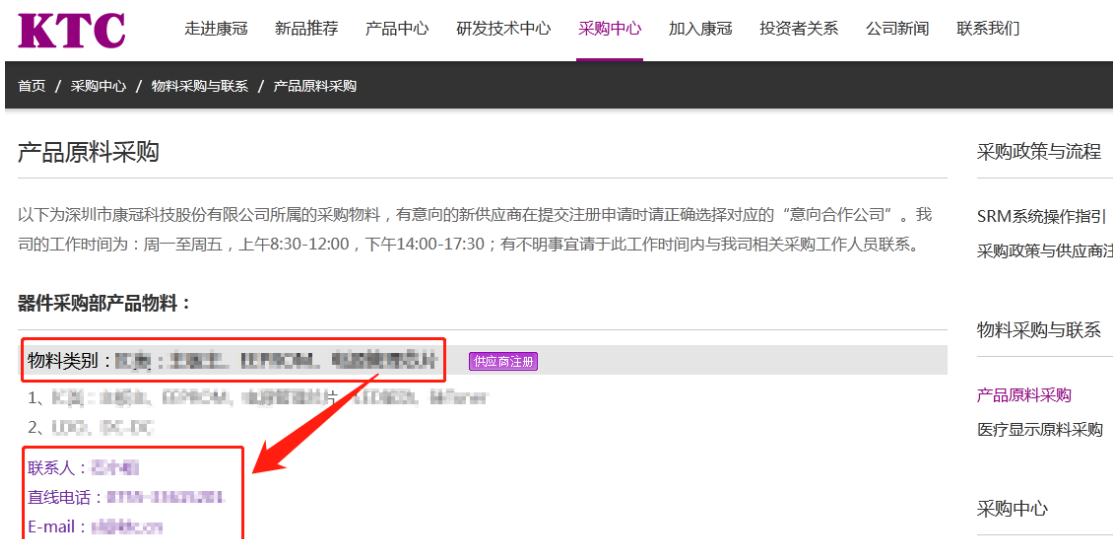 KTC 走进康冠 新品推荐 产品中心 研发技术中心 采购中心 加入康冠 投资者关系 公司新闻 联系我们
首页 / 采购中心 / 物料采购与联系 / 产品原料采购
产品原料采购
以下为深圳市康冠科技股份有限公司所属的采购物料，有意向的新供应商在提交注册申请时请正确选择对应的“意向合作公司”。我
司的工作时间为：周一至周五，上午8:30-12:00，下午14:00-17:30；有不明事宜请于此工作时间内与我司相关采购工作人员联系。
器件采购部产品物料：
物料类别： 供应商注册
1、
2、
联系人：
直线电话：
E-mail：
采购政策与流程
SRM系统操作指引
采购政策与供应商
物料采购与联系
产品原料采购
医疗显示原料采购
采购中心